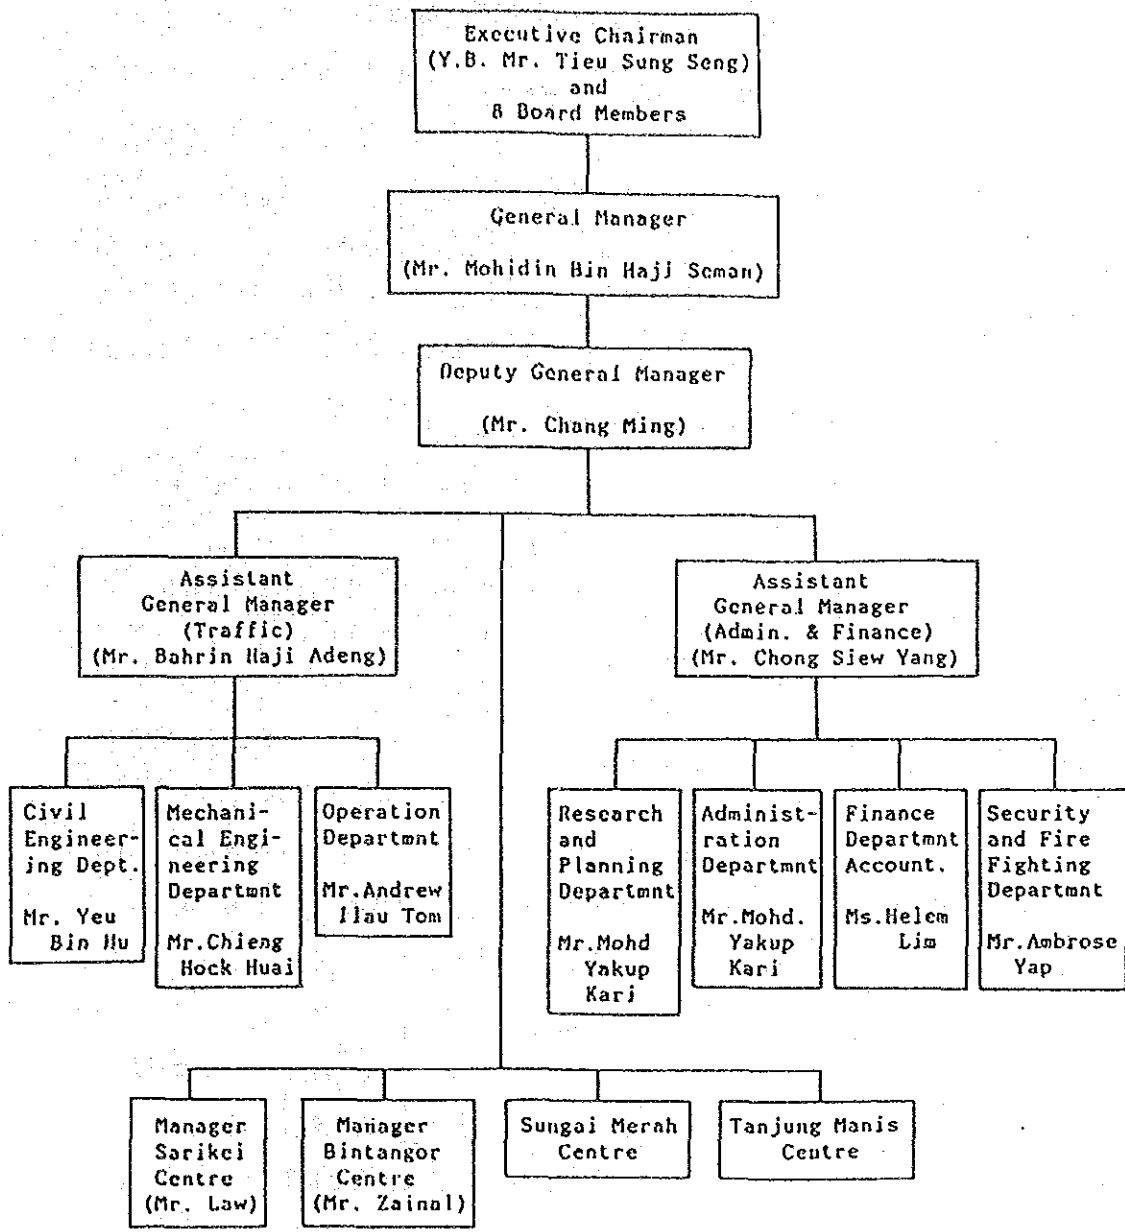 Executive Chairman
(Y.B. Mr. Tieu Sung Seng)
and
8 Board Members
General Manager
(Mr. Mohidin Bin Haji Seman)
Deputy General Manager
(Mr. Chang Ming)
Assistant
General Manager
(Traffic)
(Mr. Bahrin Haji Adeng)
Assistant
General Manager
(Admin. & Finance)
(Mr. Chong Siew Yang)
Civil
Engineer-
ing Dept.
Mr. Yeu
Bin Hu
Mechani-
cal Engi-
neering
Departmnt
Mr.Chieng
Hock Huai
Operation
Departmnt
Mr.Andrew
Ilau Tom
Research
and
Planning
Departmnt
Mr.Mohd
Yakup
Kari
Administ-
ration
Departmnt
Mr.Mohd.
Yakup
Kari
Finance
Departmnt
Account.
Ms.Helem
Lim
Security
and Fire
Fighting
Departmnt
Mr.Ambrose
Yap
Manager
Sarikei
Centre
(Mr. Law)
Manager
Bintangor
Centre
(Mr. Zainal)
Sungai Merah
Centre
Tanjung Manis
Centre